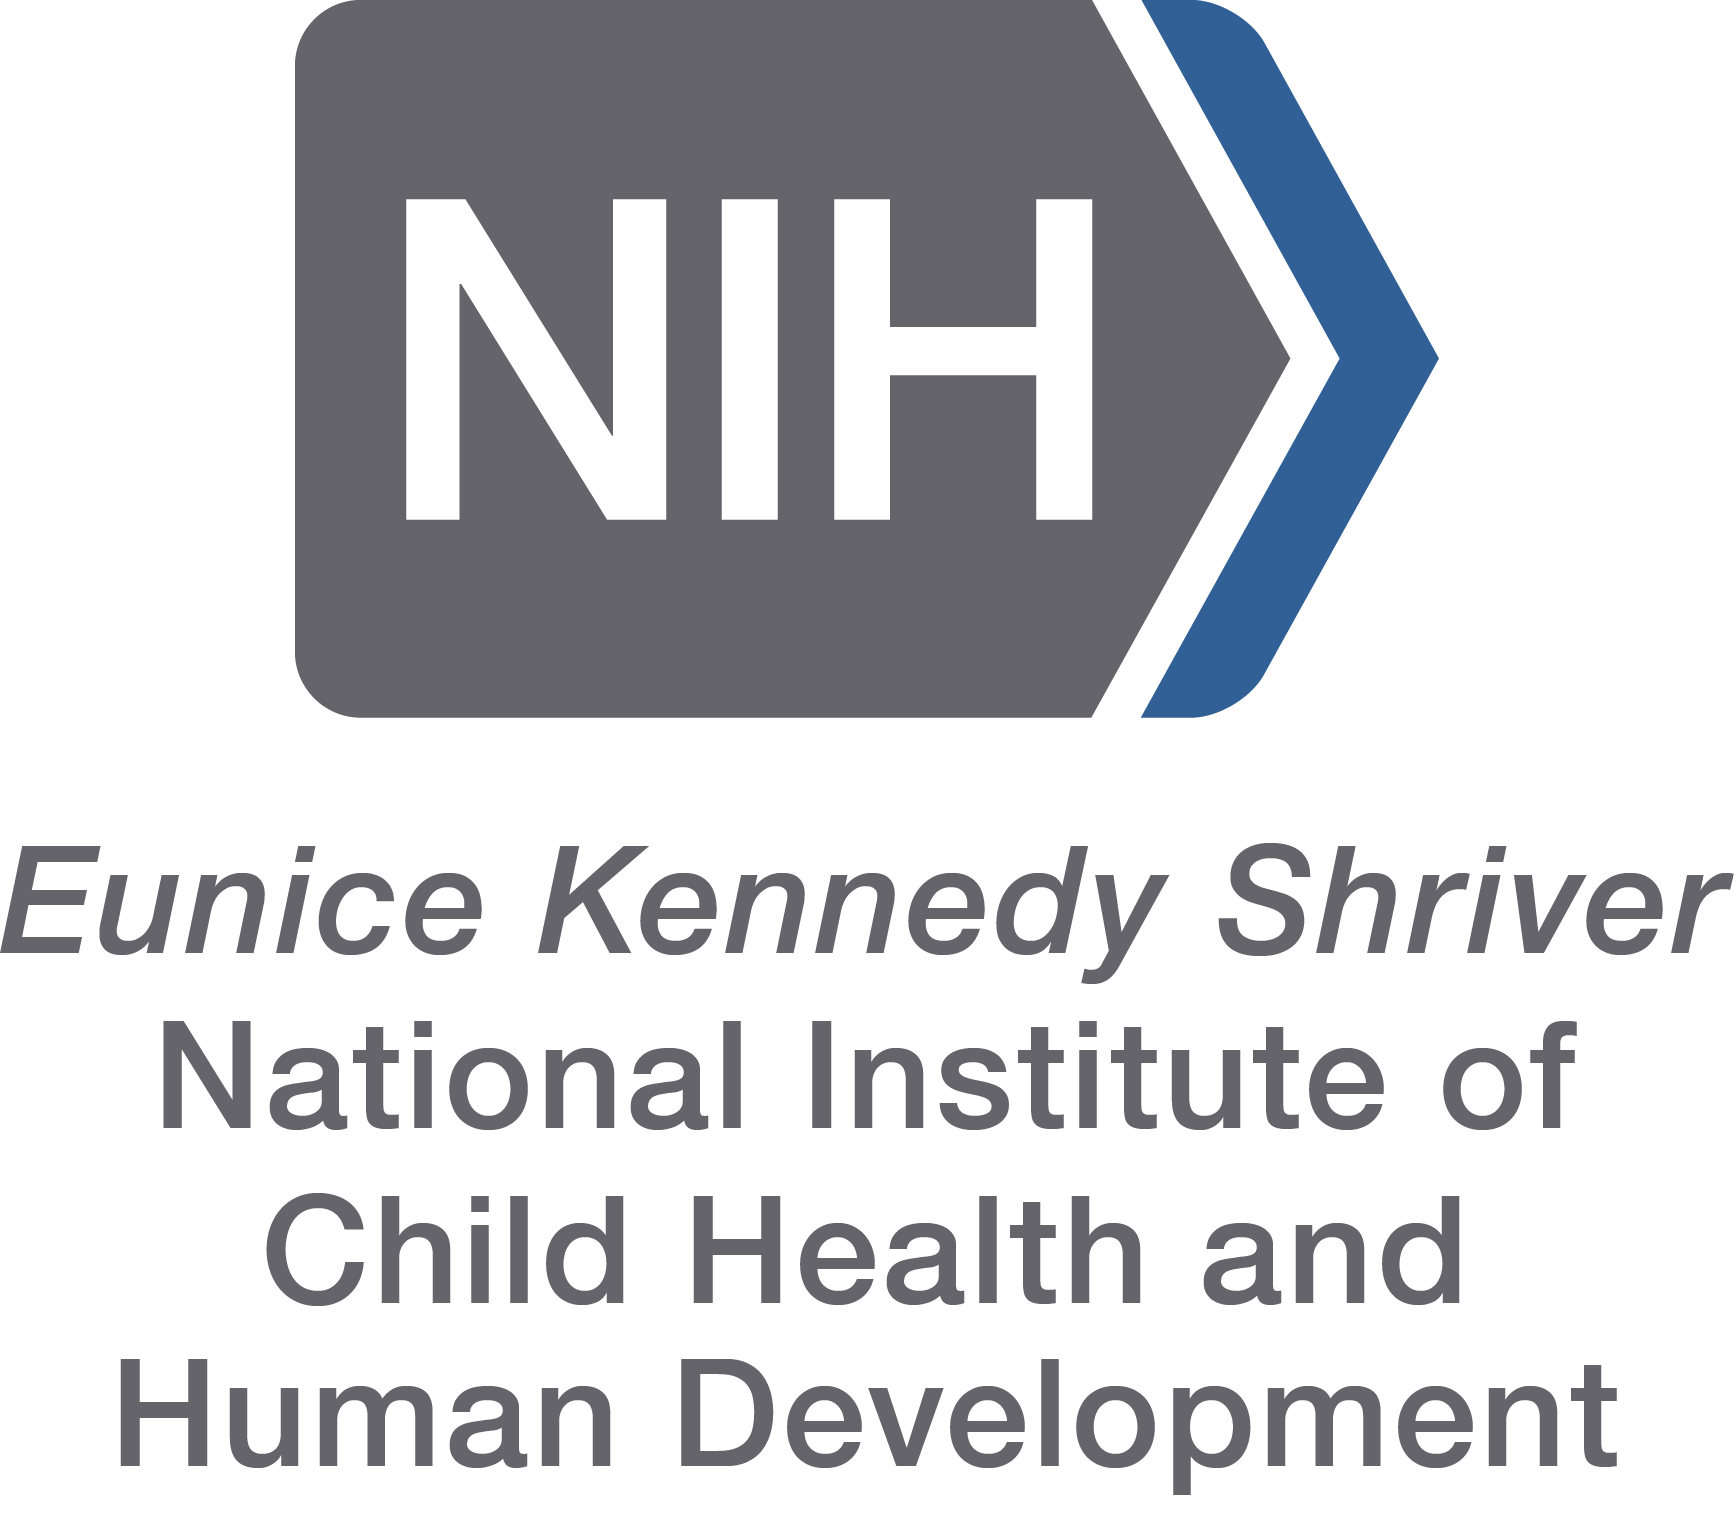 NIH
Eunice Kennedy Shriver
National Institute of
Child Health and
Human Development